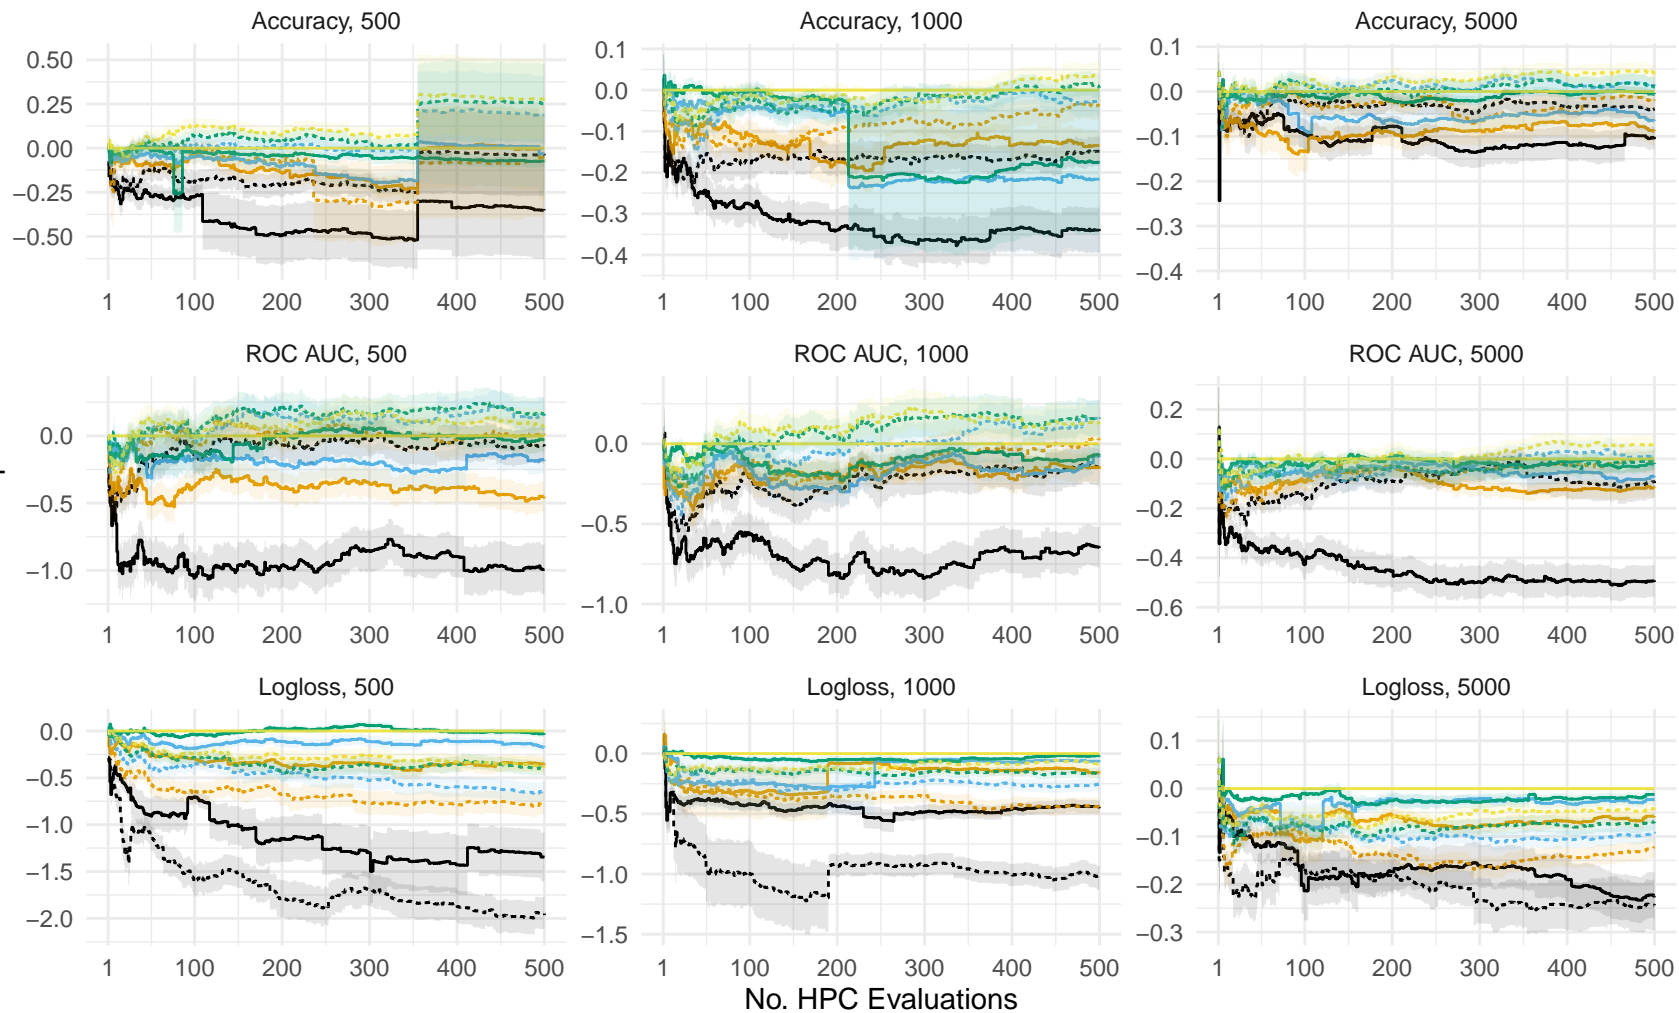 Accuracy, 500
Accuracy, 1000
Accuracy, 5000
0.50
0.25
0.00
−0.25
−0.50
0.1
0.0
−0.1
−0.2
−0.3
−0.4
0.1
0.0
−0.1
−0.2
−0.3
−0.4
1 100 200 300 400 500
1 100 200 300 400 500
1 100 200 300 400 500
ROC AUC, 500
ROC AUC, 1000
ROC AUC, 5000
0.0
−0.5
−1.0
0.0
−0.5
−1.0
0.2
0.0
−0.2
−0.4
−0.6
1 100 200 300 400 500
1 100 200 300 400 500
1 100 200 300 400 500
Logloss, 500
Logloss, 1000
Logloss, 5000
0.0
−0.5
−1.0
−1.5
−2.0
0.0
−0.5
−1.0
−1.5
0.1
0.0
−0.1
−0.2
−0.3
1 100 200 300 400 500
1 100 200 300 400 500
1 100 200 300 400 500
No. HPC Evaluations